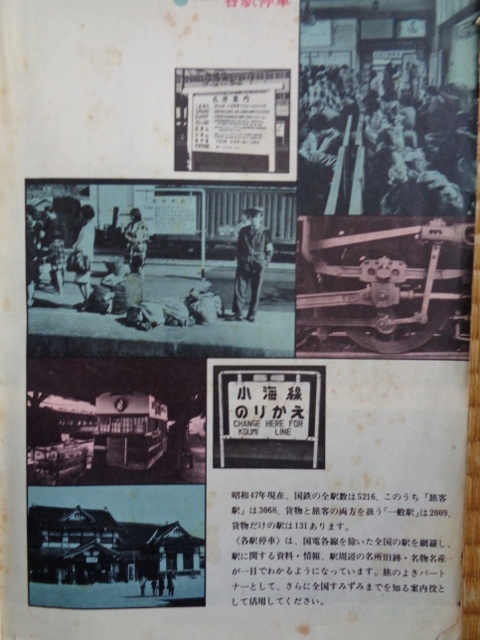 各駅停車
名所案内
小海線
のりかえ
CHANGE HERE FOR
KOUMI LINE
昭和47年現在、国鉄の全駅数は5216、このうち「旅客
駅」は3068、貨物と旅客の両方を扱う「一般駅」は2009、
貨物だけの駅は131あります。
〈各駅停車〉は、国電各線を除いた全国の駅を網羅し、
駅に関する資料・情報、駅周辺の名所旧跡・名物名産
が一目でわかるようになっています。旅のよきパート
ナーとして、さらに全国すみずみまでを知る案内役と
して活用してください。